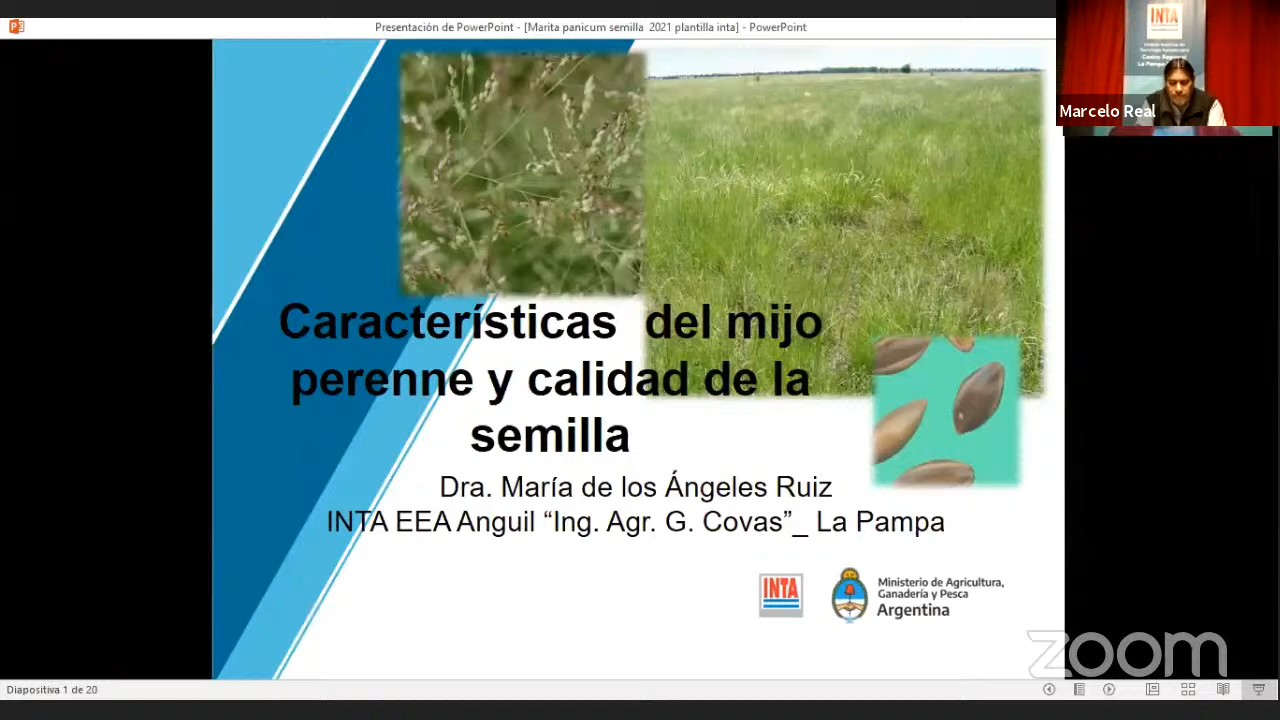 Presentación de PowerPoint - [Marita panicum semilla 2021 plantilla inta] - PowerPoint
INTA
Centro Regional
Marcelo Real
Características del mijo
perenne y calidad de la
semilla
Dra. María de los Ángeles Ruiz
INTA EEA Anguil “Ing. Agr. G. Covas”_ La Pampa
INTA
Ministerio de Agricultura,
Ganadería y Pesca
Argentina
zoom
Diapositiva 1 de 20